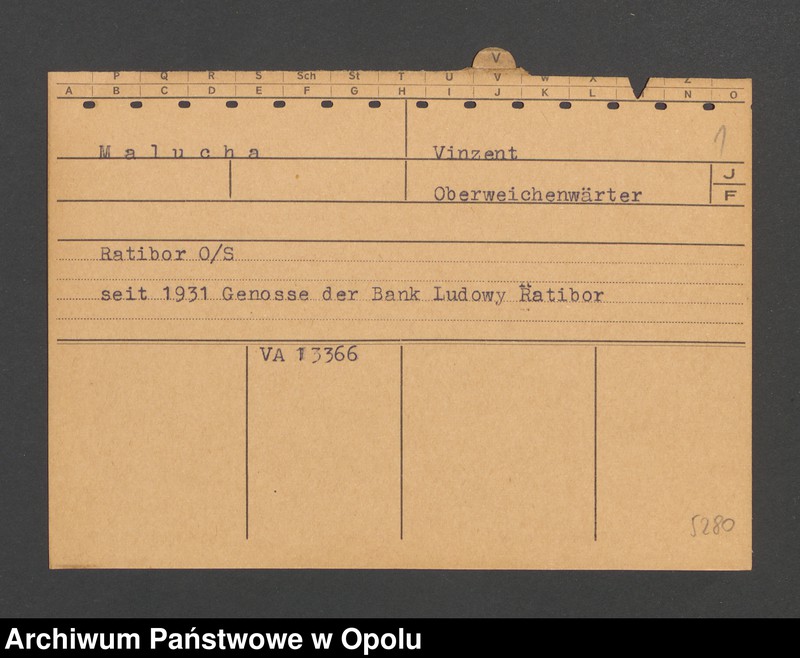 V
P Q R S Sch St T U V W X Z
A B C D E F G H I J K L N O
1
Malucha Vinzent
J
Oberweichenwärter F
Ratibor O/S
seit 1931 Genosse der Bank Ludowy Ratibor
VA 13366
5280
Archiwum Państwowe w Opolu